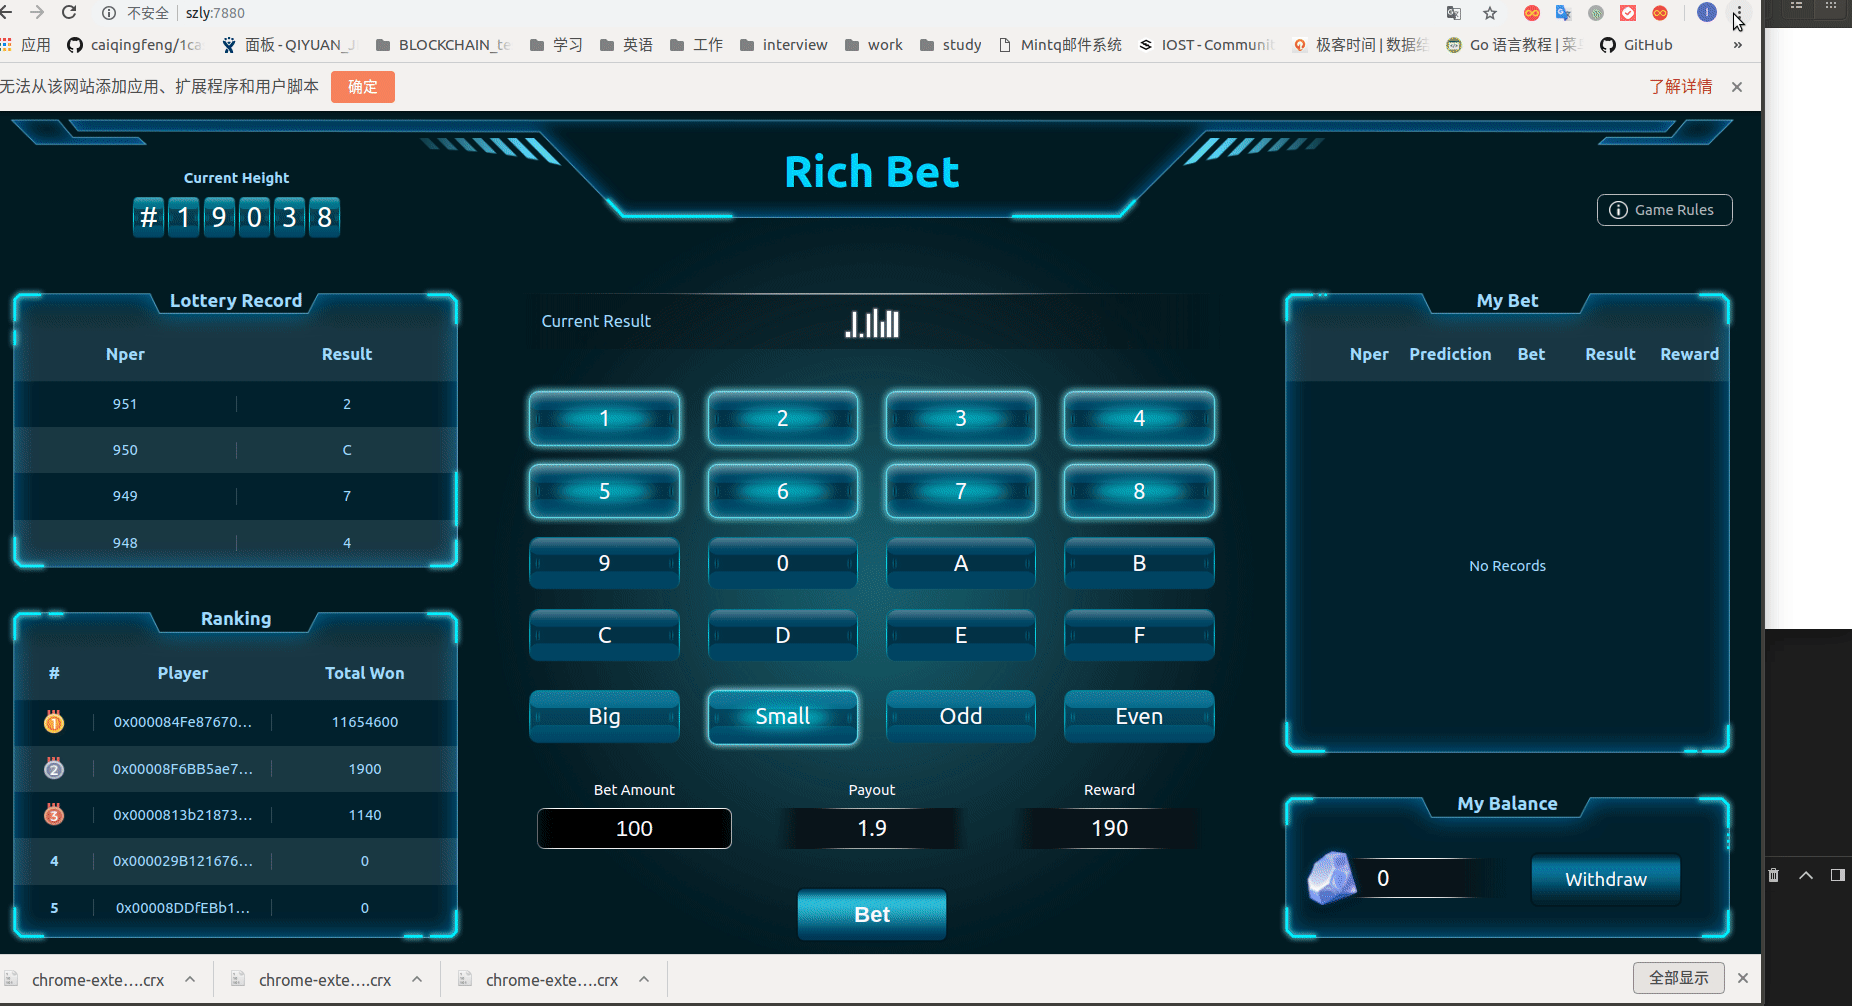 不安全 szly:7880
应用 caiqingfeng/1ca 面板 - QIYUAN_J BLOCKCHAIN_te 学习 英语 工作 interview work study Mintq邮件系统 IOST - Communit 极客时间 | 数据结 Go 语言教程 | 菜 GitHub »
无法从该网站添加应用、扩展程序和用户脚本 确定 了解详情
Rich Bet
Current Height
#19038
Game Rules
Lottery Record
Nper Result
951 2
950 C
949 7
948 4
Ranking
# Player Total Won
1 0x000084Fe87670... 11654600
2 0x00008F6BB5ae7... 1900
3 0x0000813b21873... 1140
4 0x000029B121676... 0
5 0x00008DDfEBb1... 0
Current Result
1 2 3 4
5 6 7 8
9 0 A B
C D E F
Big Small Odd Even
Bet Amount Payout Reward
100 1.9 190
Bet
My Bet
Nper Prediction Bet Result Reward
No Records
My Balance
0 Withdraw
chrome-exte....crx chrome-exte....crx chrome-exte....crx 全部显示